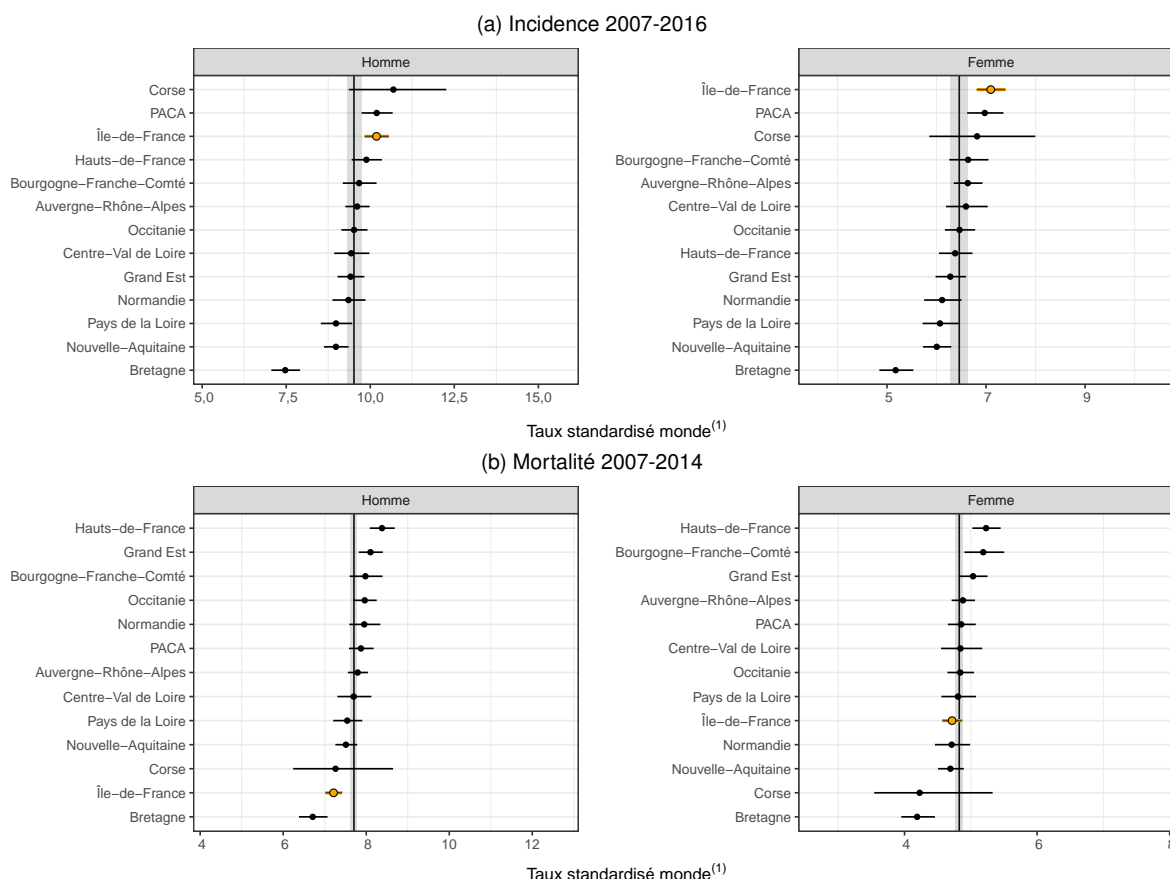 (a) Incidence 2007-2016
Homme
Corse
PACA
Île−de−France
Hauts−de−France
Bourgogne−Franche−Comté
Auvergne−Rhône−Alpes
Occitanie
Centre−Val de Loire
Grand Est
Normandie
Pays de la Loire
Nouvelle−Aquitaine
Bretagne
5,0 7,5 10,0 12,5 15,0
Femme
Île−de−France
PACA
Corse
Bourgogne−Franche−Comté
Auvergne−Rhône−Alpes
Centre−Val de Loire
Occitanie
Hauts−de−France
Grand Est
Normandie
Pays de la Loire
Nouvelle−Aquitaine
Bretagne
5 7 9
Taux standardisé monde(1)
(b) Mortalité 2007-2014
Homme
Hauts−de−France
Grand Est
Bourgogne−Franche−Comté
Occitanie
Normandie
PACA
Auvergne−Rhône−Alpes
Centre−Val de Loire
Pays de la Loire
Nouvelle−Aquitaine
Corse
Île−de−France
Bretagne
4 6 8 10 12
Femme
Hauts−de−France
Bourgogne−Franche−Comté
Grand Est
Auvergne−Rhône−Alpes
PACA
Centre−Val de Loire
Occitanie
Pays de la Loire
Île−de−France
Normandie
Nouvelle−Aquitaine
Corse
Bretagne
4 6 8
Taux standardisé monde(1)